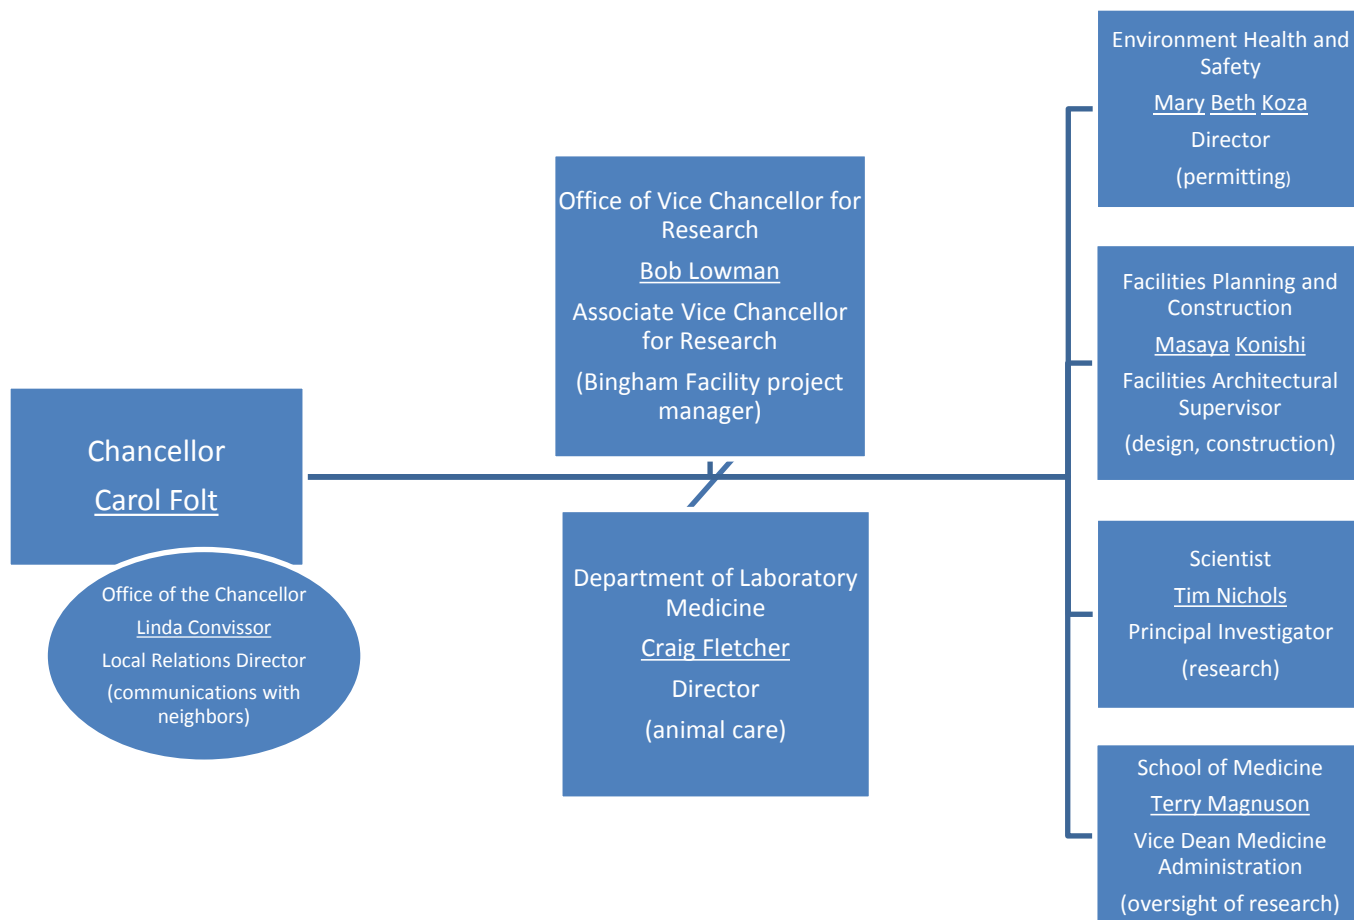 Chancellor
Carol Folt
Office of the Chancellor
Linda Convissor
Local Relations Director
(communications with
neighbors)
Office of Vice Chancellor for
Research
Bob Lowman
Associate Vice Chancellor
for Research
(Bingham Facility project
manager)
Department of Laboratory
Medicine
Craig Fletcher
Director
(animal care)
Environment Health and
Safety
Mary Beth Koza
Director
(permitting)
Facilities Planning and
Construction
Masaya Konishi
Facilities Architectural
Supervisor
(design, construction)
Scientist
Tim Nichols
Principal Investigator
(research)
School of Medicine
Terry Magnuson
Vice Dean Medicine
Administration
(oversight of research)